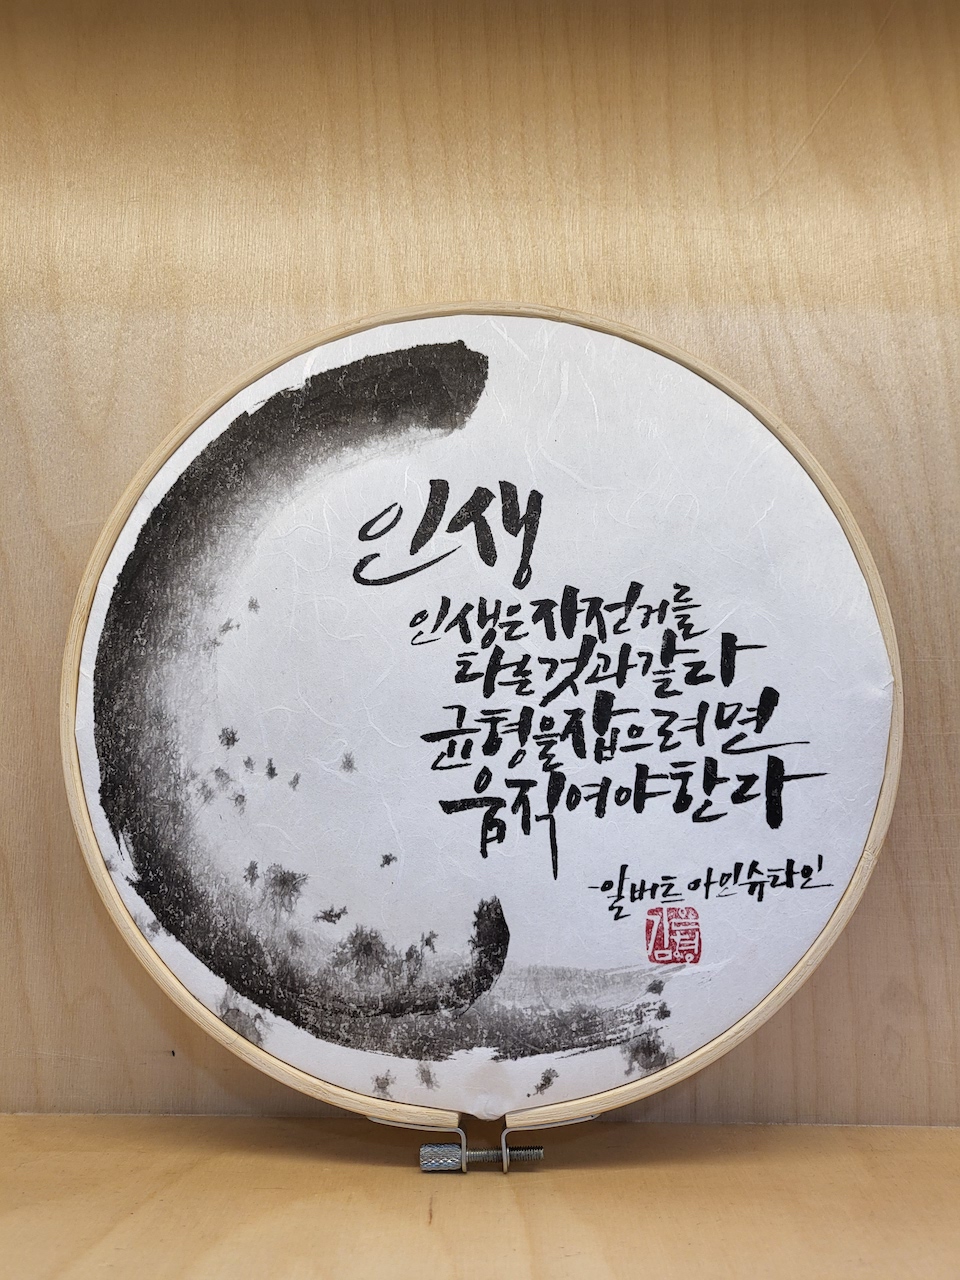 인생
인생은 자전거를
타는 것과 같다
균형을 잡으려면
움직여야 한다
-알버트 아인슈타인